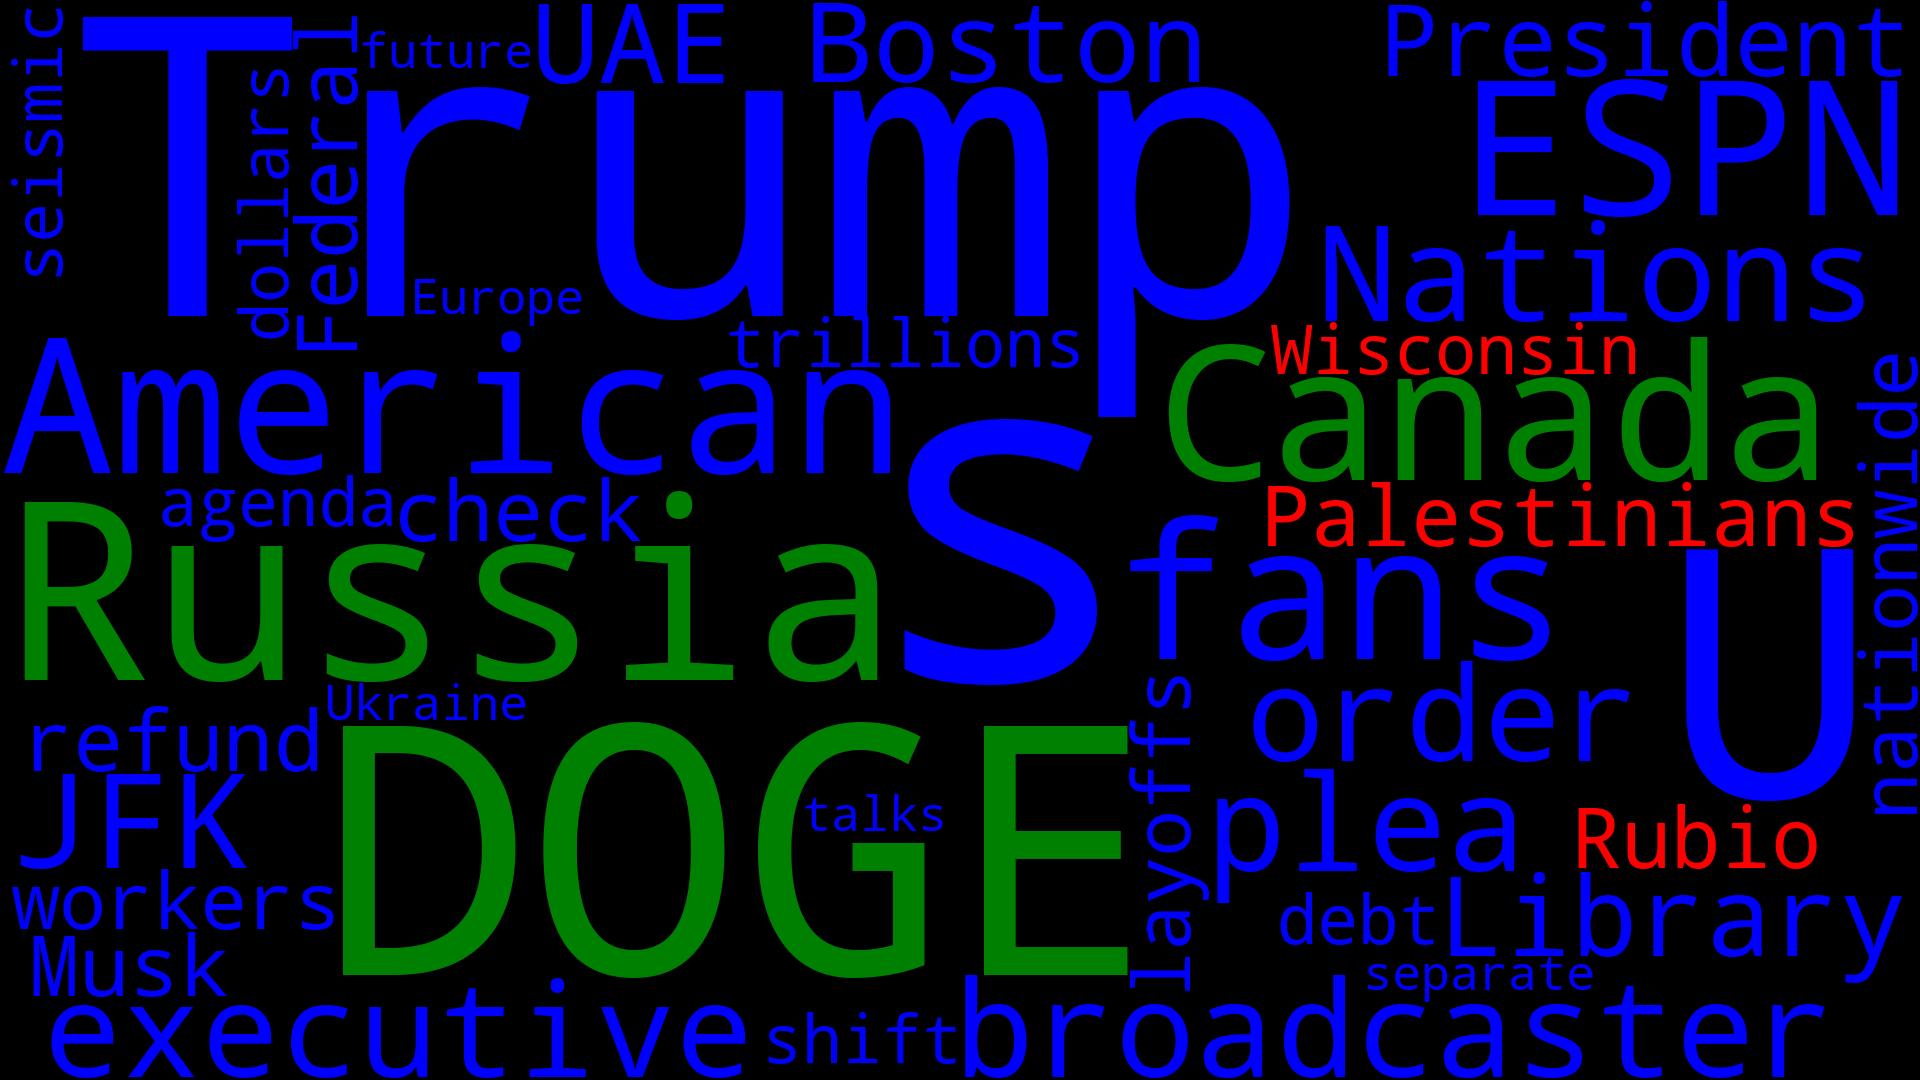 seismic
Trump
dollars
Federal
future
UAE
Boston
President
ESPN
Nations
Europe
trillions
American
Wisconsin
Canada
nationwide
s
agenda
check
Palestinians
Russia
fans
U
Ukraine
refund
order
DOGE
layoffs
JFK
talks
plea
Rubio
workers
debt
Library
Musk
separate
executive
shift
broadcaster